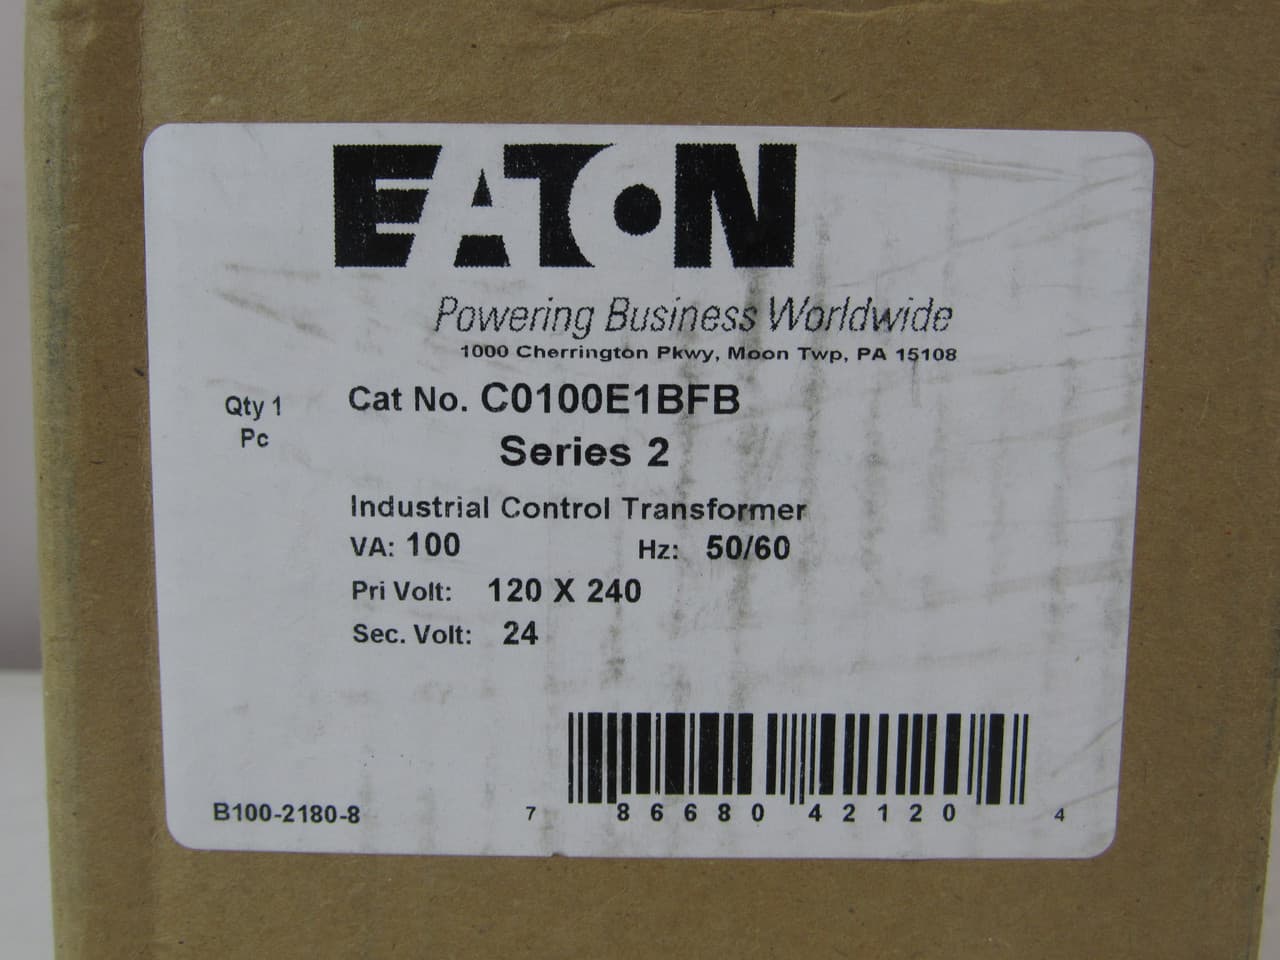 EATON
Powering Business Worldwide
1000 Cherrington Pkwy, Moon Twp, PA 15108
Qty 1
Pc
Cat No. C0100E1BFB
Series 2
Industrial Control Transformer
VA: 100 Hz: 50/60
Pri Volt: 120 X 240
Sec. Volt: 24
B100-2180-8
7 86680 42120 4